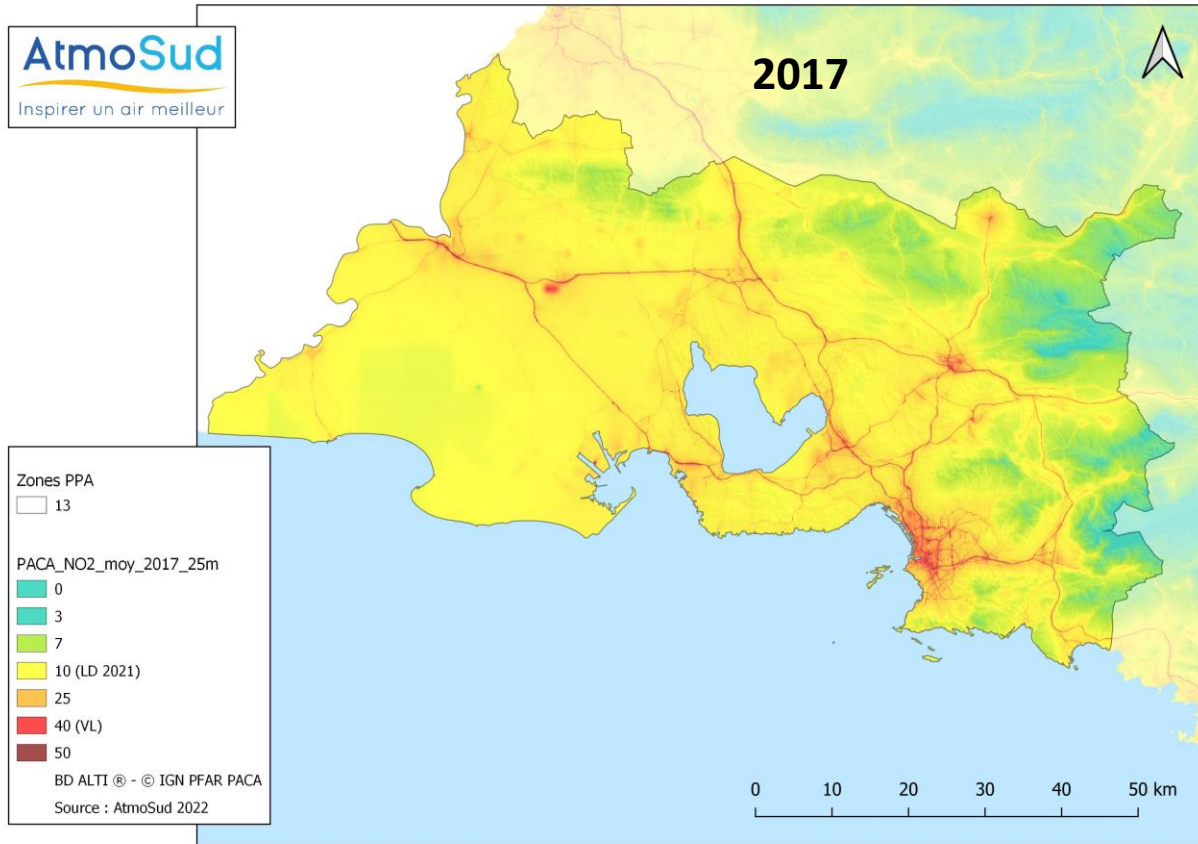 AtmoSud
Inspirer un air meilleur
2017
Zones PPA
13
PACA_NO2_moy_2017_25m
0
3
7
10 (LD 2021)
25
40 (VL)
50
BD ALTI ® - © IGN PFAR PACA
Source : AtmoSud 2022
0 10 20 30 40 50 km